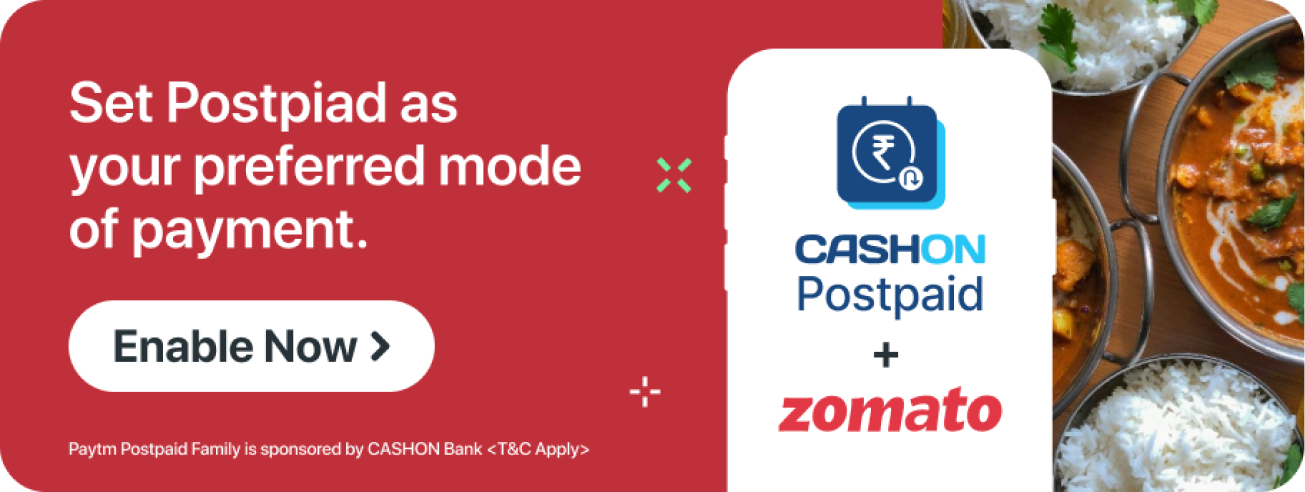 Set Postpiad as
your preferred mode
of payment.
Enable Now >
Paytm Postpaid Family is sponsored by CASHON Bank <T&C Apply>
₹
CASHON
Postpaid
+
zomato